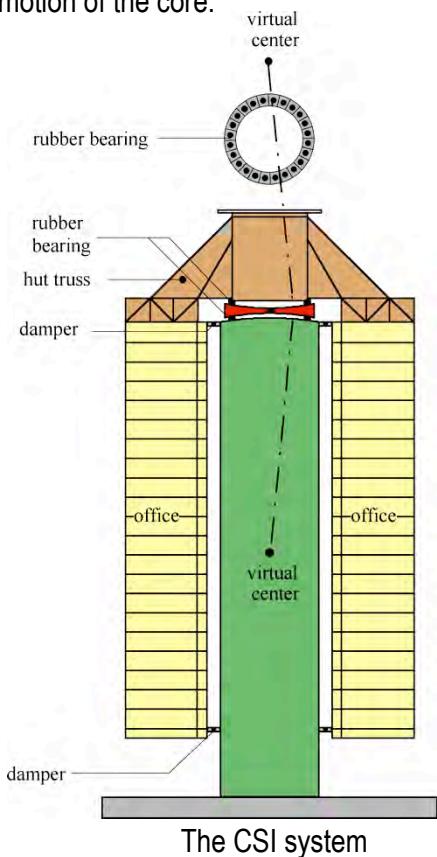 motion of the core.
virtual
center
rubber bearing
rubber
bearing
hut truss
damper
office
office
virtual
center
damper
The CSI system